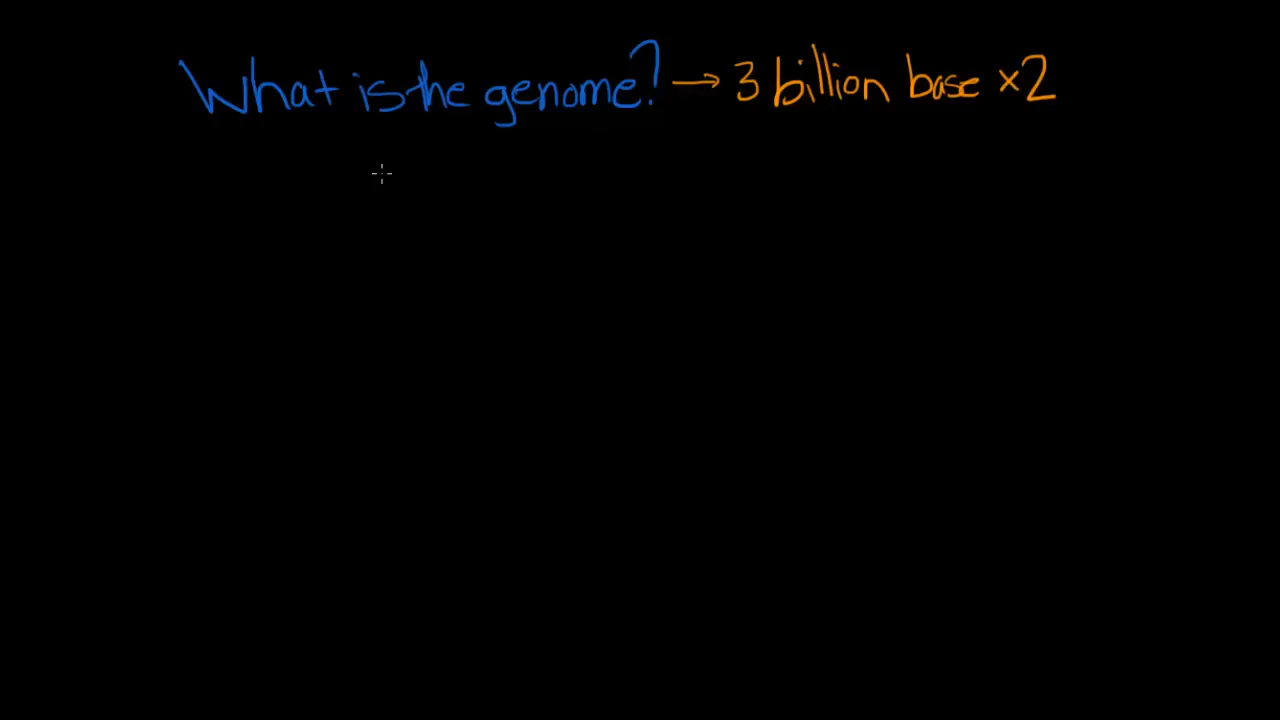 What is the genome? → 3 billion base ×2